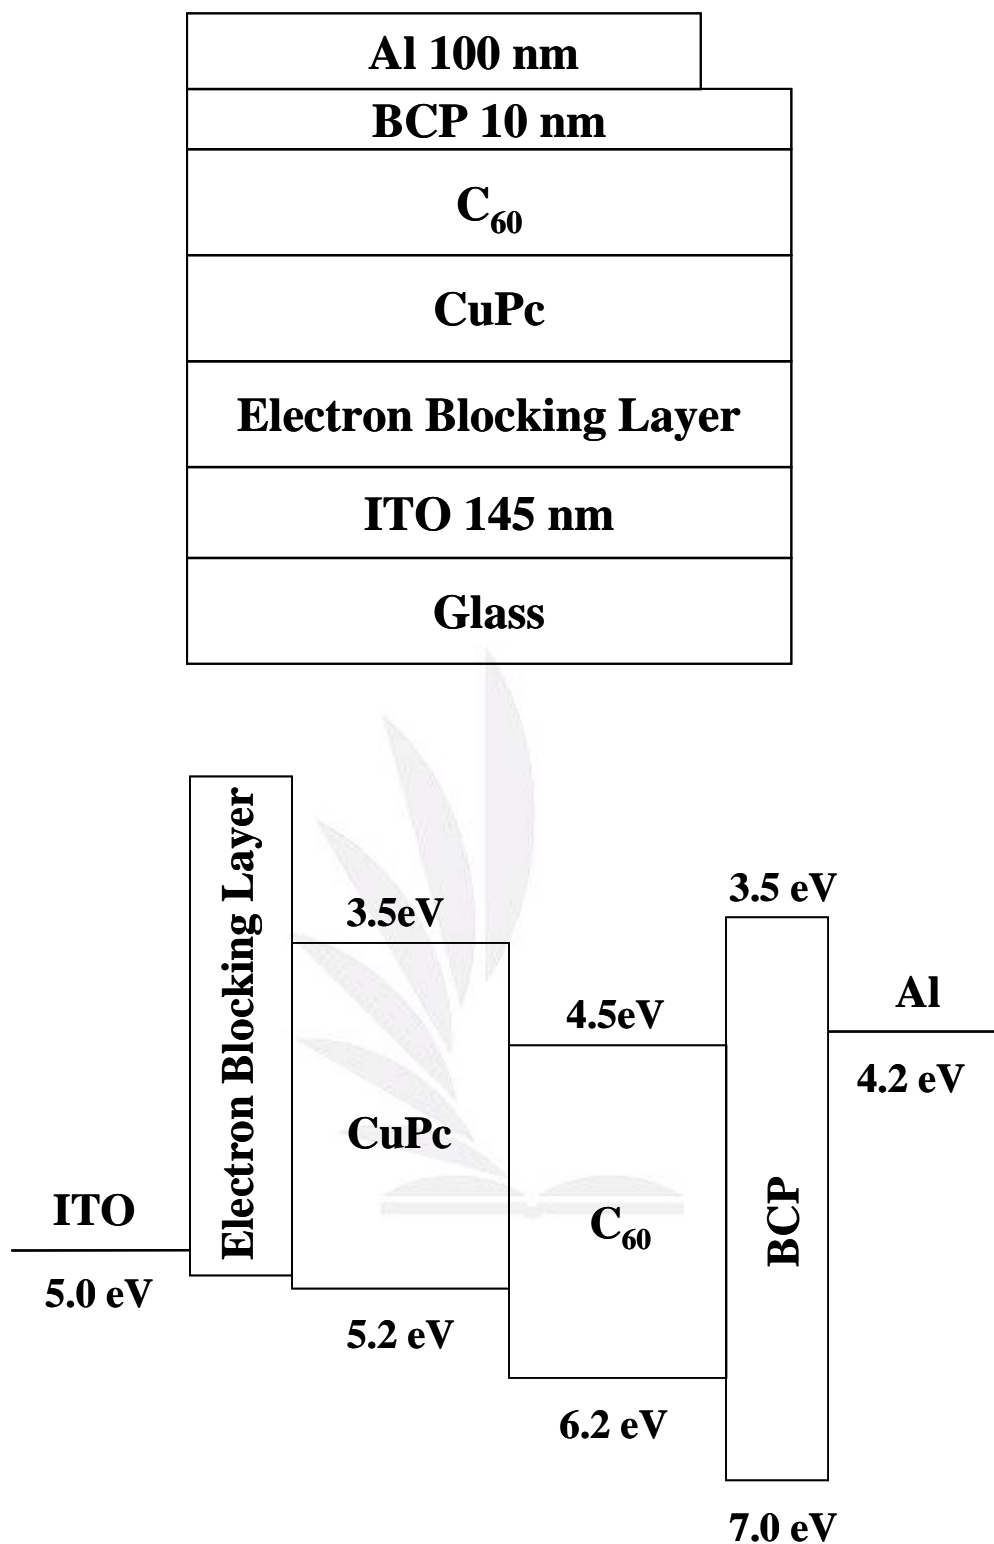 Al 100 nm
BCP 10 nm
C₆₀
CuPc
Electron Blocking Layer
ITO 145 nm
Glass
Electron Blocking Layer
3.5eV
3.5 eV
4.5eV
Al
4.2 eV
CuPc
ITO
C₆₀
BCP
5.0 eV
5.2 eV
6.2 eV
7.0 eV